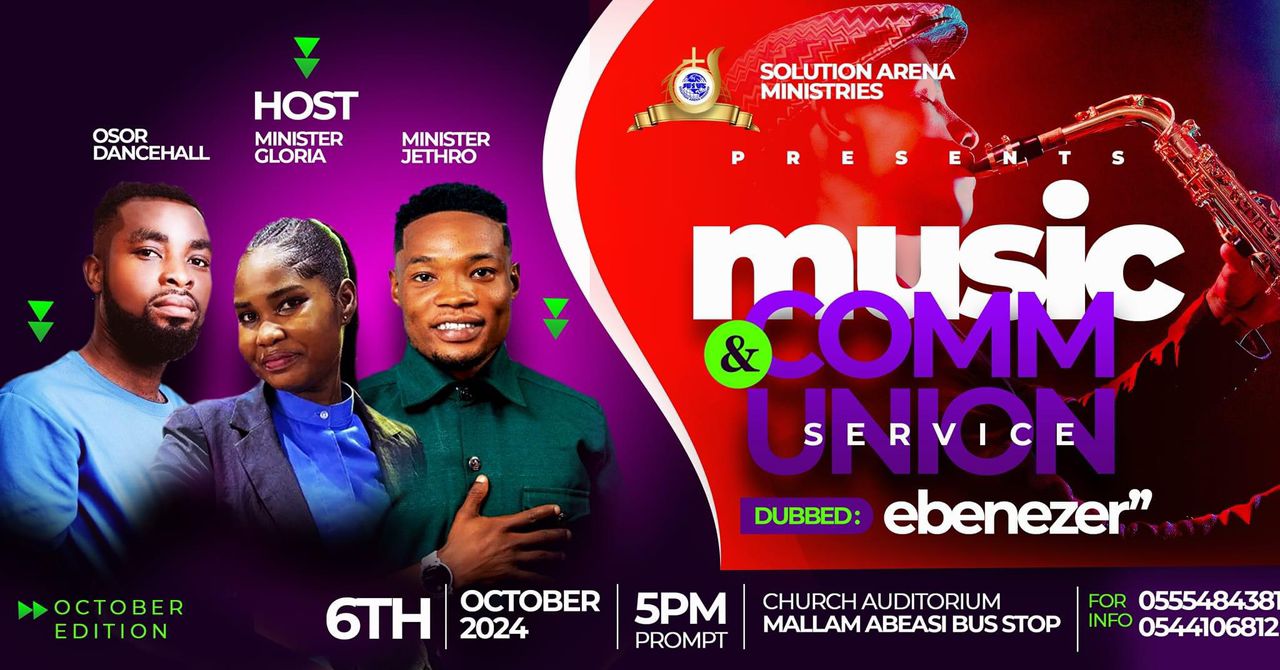 HOST
OSOR
DANCEHALL
MINISTER
GLORIA
MINISTER
JETHRO
JESUS
SOLUTION ARENA
MINISTRIES
PRESENTS
music
& COMM
UNION
SERVICE
DUBBED: ebenezer”
OCTOBER
EDITION
6TH
OCTOBER
2024
5PM
PROMPT
CHURCH AUDITORIUM
MALLAM ABEASI BUS STOP
FOR
INFO
0555484381
0544106812